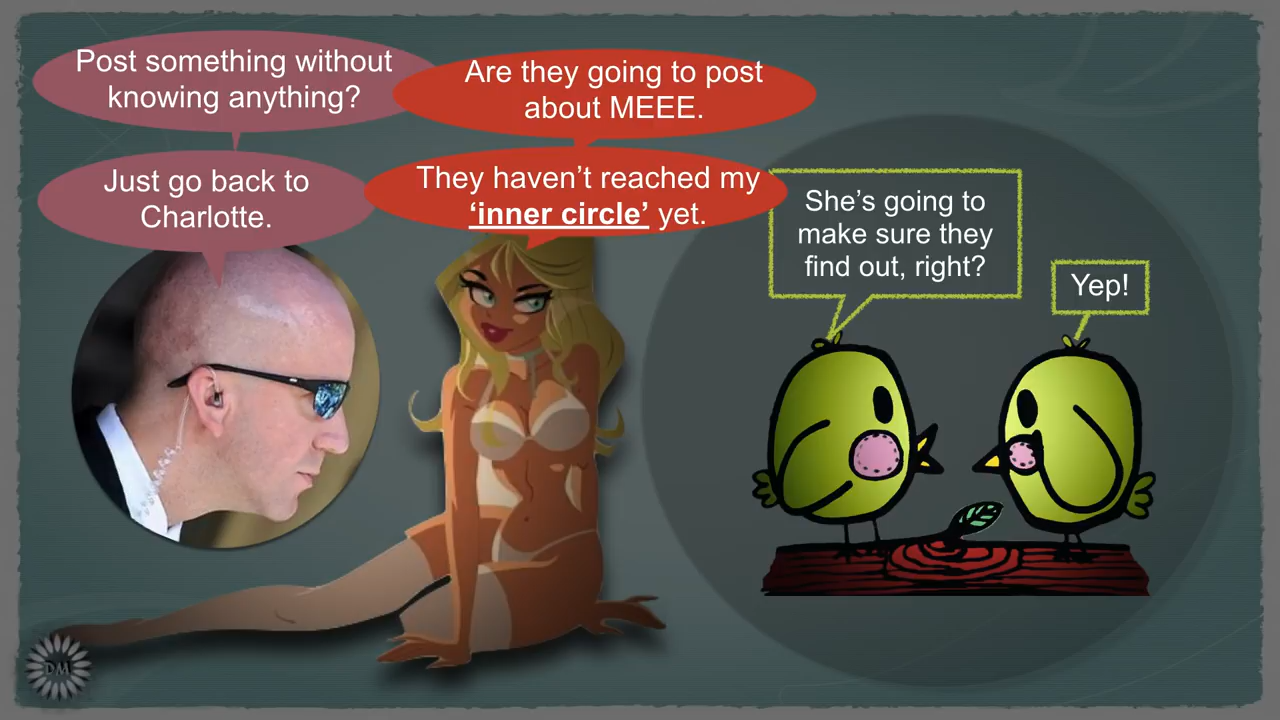 Post something without
knowing anything?
Just go back to
Charlotte.
Are they going to post
about MEEE.
They haven’t reached my
‘inner circle’ yet.
She’s going to
make sure they
find out, right?
Yep!
DM